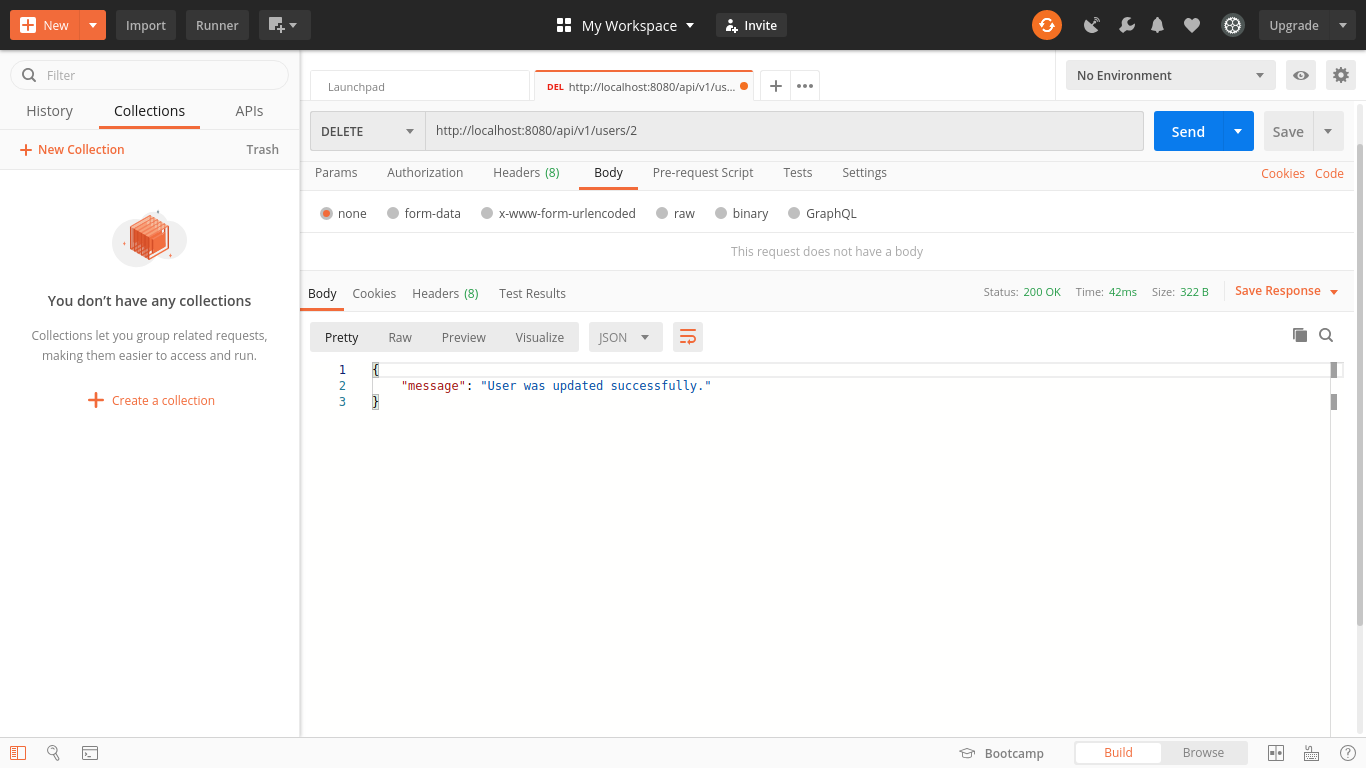 New Import Runner My Workspace Invite Upgrade
Filter
History Collections APIs
New Collection Trash
You don’t have any collections
Collections let you group related requests,
making them easier to access and run.
Create a collection
Launchpad DEL http://localhost:8080/api/v1/us... No Environment
DELETE http://localhost:8080/api/v1/users/2 Send Save
Params Authorization Headers (8) Body Pre-request Script Tests Settings Cookies Code
none form-data x-www-form-urlencoded raw binary GraphQL
This request does not have a body
Body Cookies Headers (8) Test Results Status: 200 OK Time: 42ms Size: 322 B Save Response
Pretty Raw Preview Visualize JSON
1 {
2 "message": "User was updated successfully."
3 }
Bootcamp Build Browse